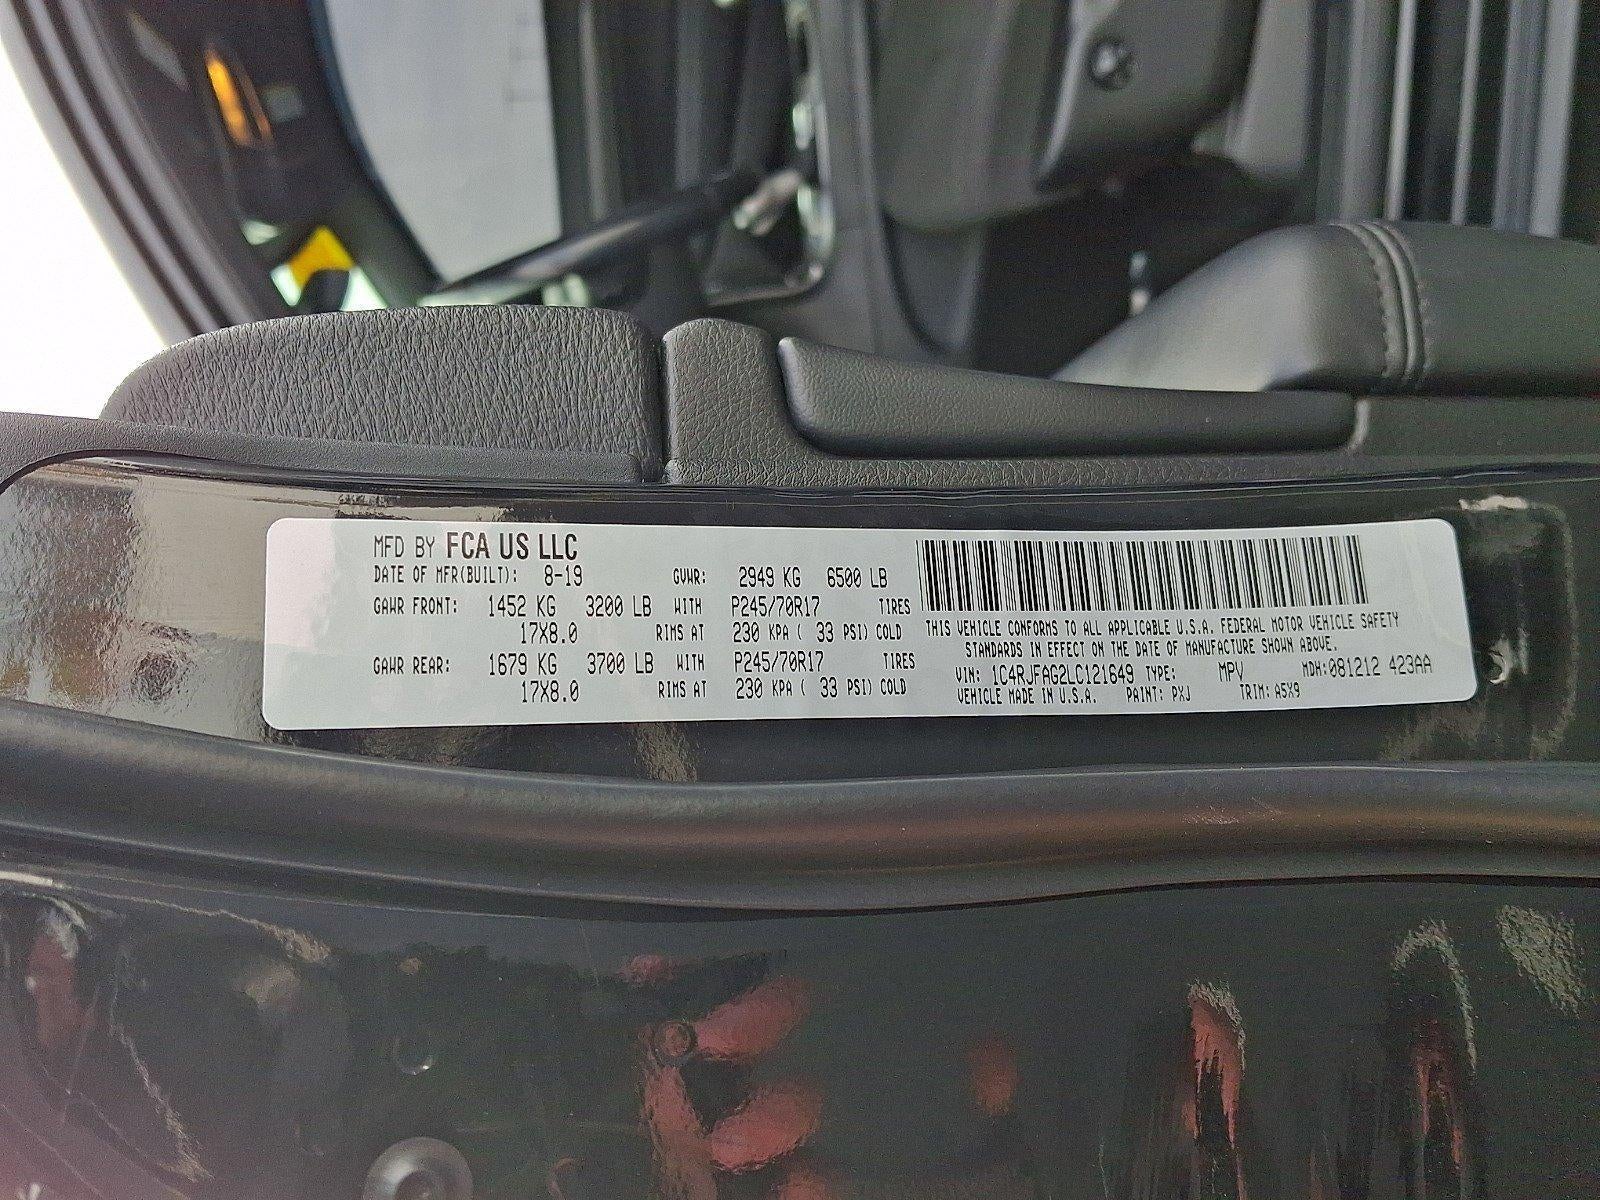 MFD BY FCA US LLC
DATE OF MFR(BUILT): 8-19 GVWR: 2949 KG 6500 LB
GAWR FRONT: 1452 KG 3200 LB WITH P245/70R17 TIRES
17X8.0 RIMS AT 230 KPA ( 33 PSI) COLD
GAWR REAR: 1679 KG 3700 LB WITH P245/70R17 TIRES
17X8.0 RIMS AT 230 KPA ( 33 PSI) COLD
THIS VEHICLE CONFORMS TO ALL APPLICABLE U.S.A. FEDERAL MOTOR VEHICLE SAFETY
STANDARDS IN EFFECT ON THE DATE OF MANUFACTURE SHOWN ABOVE.
VIN: 1C4RJFAG2LC121649 TYPE: MPV MDH:081212 423AA
VEHICLE MADE IN U.S.A. PAINT: PXJ TRIM: A5X9